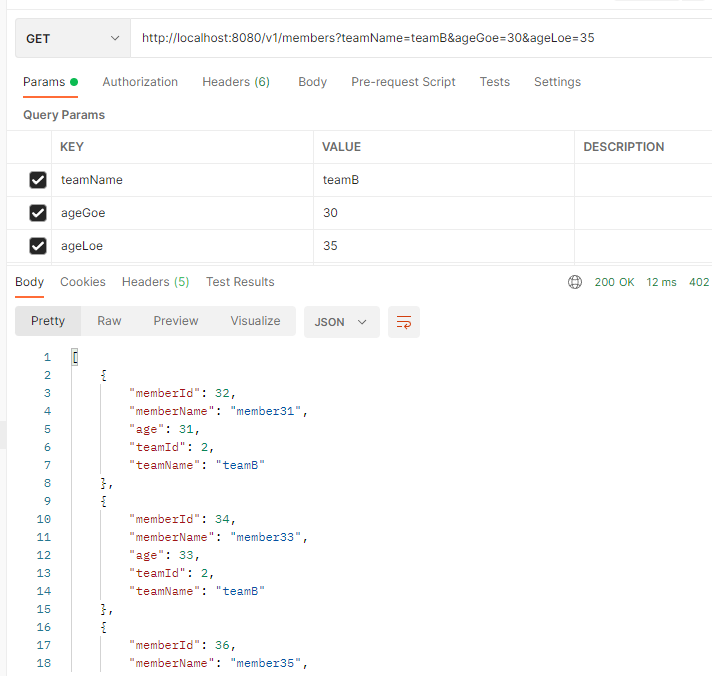 GET http://localhost:8080/v1/members?teamName=teamB&ageGoe=30&ageLoe=35
Params Authorization Headers (6) Body Pre-request Script Tests Settings
Query Params
KEY VALUE DESCRIPTION
teamName teamB
ageGoe 30
ageLoe 35
Body Cookies Headers (5) Test Results 200 OK 12 ms 402
Pretty Raw Preview Visualize JSON
1 [
2 {
3 "memberId": 32,
4 "memberName": "member31",
5 "age": 31,
6 "teamId": 2,
7 "teamName": "teamB"
8 },
9 {
10 "memberId": 34,
11 "memberName": "member33",
12 "age": 33,
13 "teamId": 2,
14 "teamName": "teamB"
15 },
16 {
17 "memberId": 36,
18 "memberName": "member35",